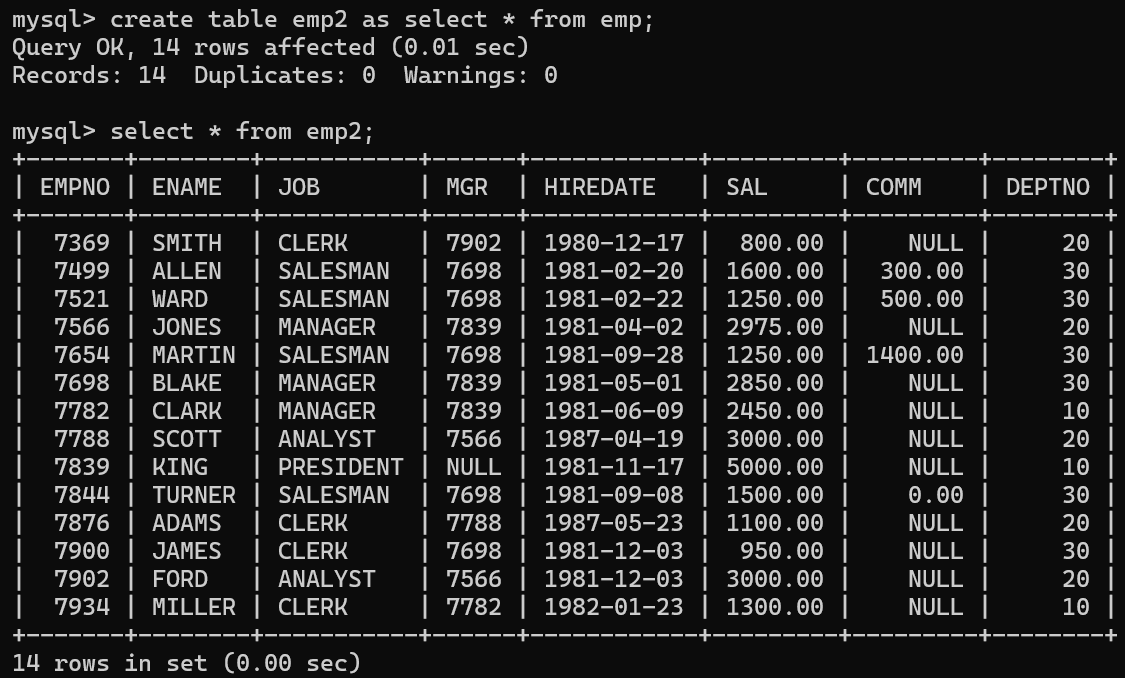 mysql> create table emp2 as select * from emp;
Query OK, 14 rows affected (0.01 sec)
Records: 14  Duplicates: 0  Warnings: 0

mysql> select * from emp2;
+-------+--------+-----------+------+------------+---------+---------+--------+
| EMPNO | ENAME  | JOB       | MGR  | HIREDATE   | SAL     | COMM    | DEPTNO |
+-------+--------+-----------+------+------------+---------+---------+--------+
|  7369 | SMITH  | CLERK     | 7902 | 1980-12-17 |  800.00 |    NULL |     20 |
|  7499 | ALLEN  | SALESMAN  | 7698 | 1981-02-20 | 1600.00 |  300.00 |     30 |
|  7521 | WARD   | SALESMAN  | 7698 | 1981-02-22 | 1250.00 |  500.00 |     30 |
|  7566 | JONES  | MANAGER   | 7839 | 1981-04-02 | 2975.00 |    NULL |     20 |
|  7654 | MARTIN | SALESMAN  | 7698 | 1981-09-28 | 1250.00 | 1400.00 |     30 |
|  7698 | BLAKE  | MANAGER   | 7839 | 1981-05-01 | 2850.00 |    NULL |     30 |
|  7782 | CLARK  | MANAGER   | 7839 | 1981-06-09 | 2450.00 |    NULL |     10 |
|  7788 | SCOTT  | ANALYST   | 7566 | 1987-04-19 | 3000.00 |    NULL |     20 |
|  7839 | KING   | PRESIDENT | NULL | 1981-11-17 | 5000.00 |    NULL |     10 |
|  7844 | TURNER | SALESMAN  | 7698 | 1981-09-08 | 1500.00 |    0.00 |     30 |
|  7876 | ADAMS  | CLERK     | 7788 | 1987-05-23 | 1100.00 |    NULL |     20 |
|  7900 | JAMES  | CLERK     | 7698 | 1981-12-03 |  950.00 |    NULL |     30 |
|  7902 | FORD   | ANALYST   | 7566 | 1981-12-03 | 3000.00 |    NULL |     20 |
|  7934 | MILLER | CLERK     | 7782 | 1982-01-23 | 1300.00 |    NULL |     10 |
+-------+--------+-----------+------+------------+---------+---------+--------+
14 rows in set (0.00 sec)